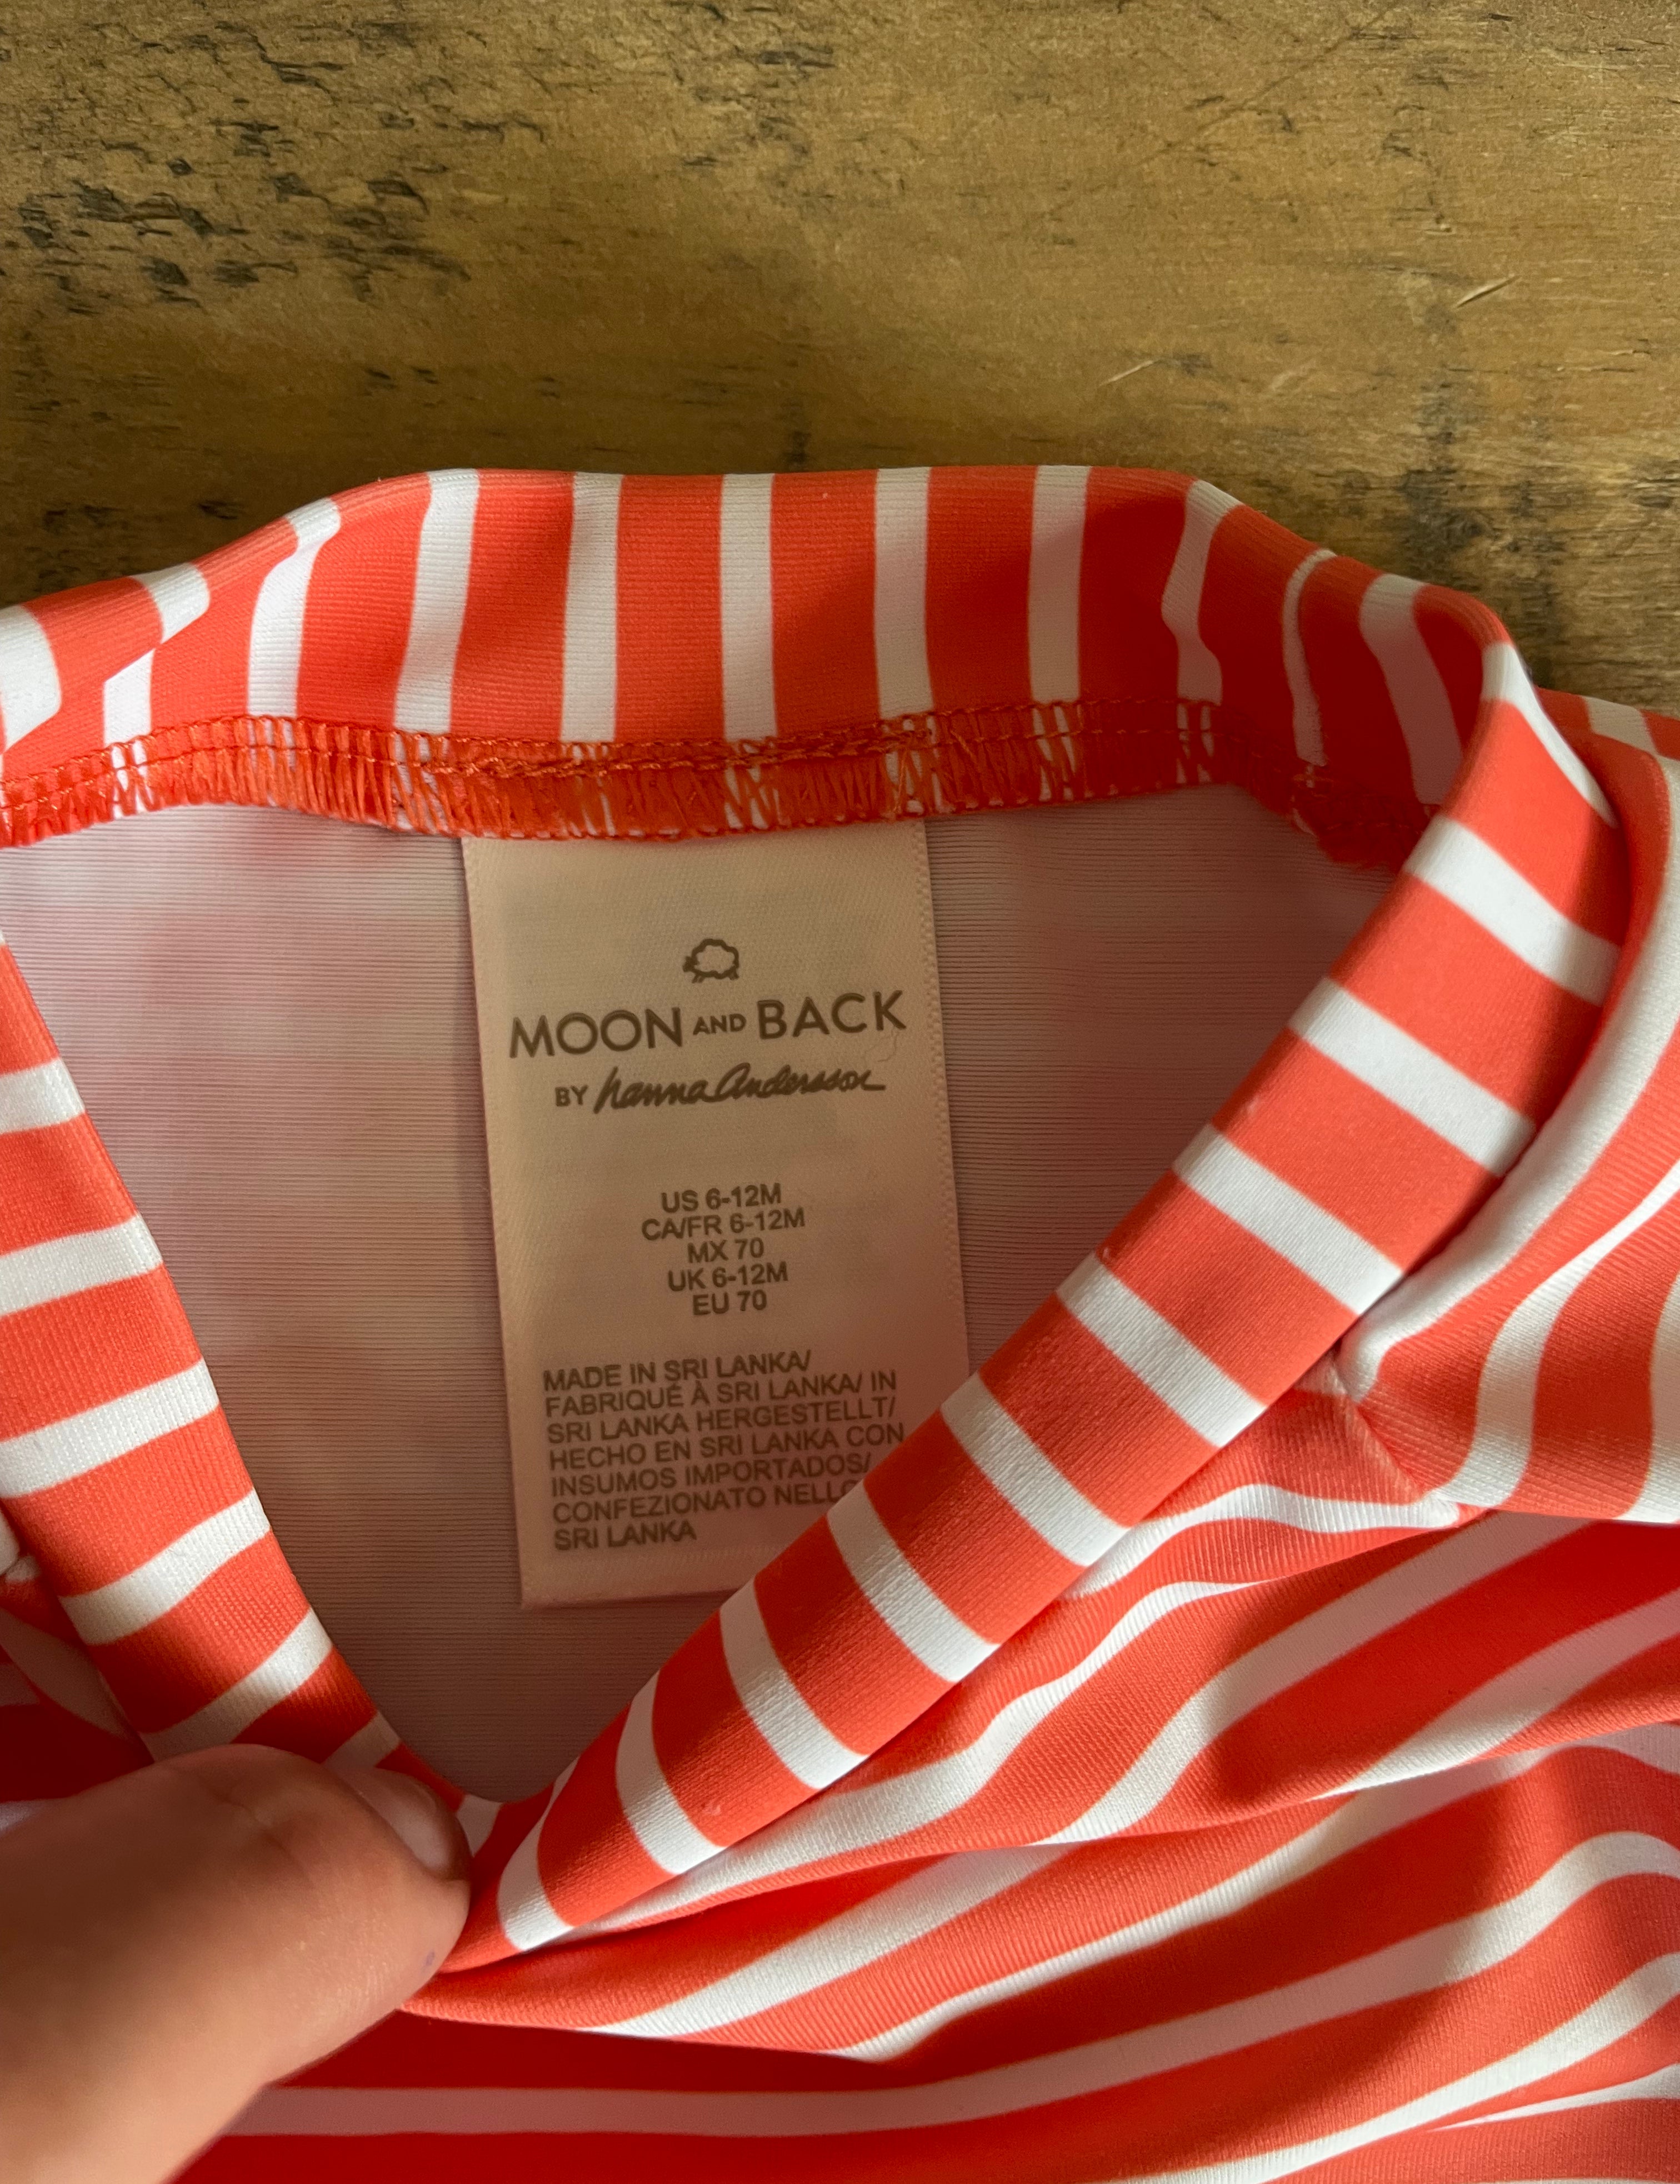 MOON AND BACK
BY hanna Andersson
US 6-12M
CA/FR 6-12M
MX 70
UK 6-12M
EU 70
MADE IN SRI LANKA/
FABRIQUÉ À SRI LANKA/ IN
SRI LANKA HERGESTELLT/
HECHO EN SRI LANKA CON
INSUMOS IMPORTADOS/
CONFEZIONATO NELLO
SRI LANKA